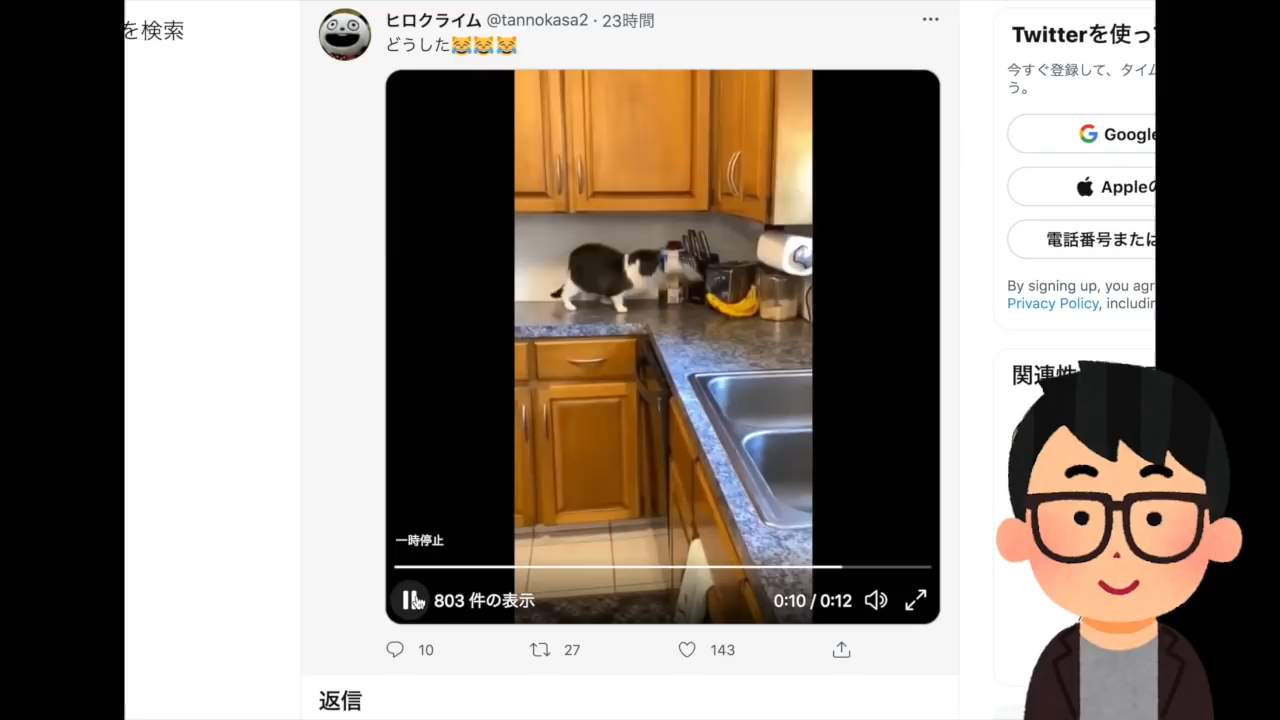 を検索
ヒロクライム @tannokasa2 · 23時間
どうした😹😹😹
一時停止
803 件の表示
0:10 / 0:12
10
27
143
返信
Twitterを使っ
今すぐ登録して、タイム
う。
Google
Appleの
電話番号または
By signing up, you agr
Privacy Policy, includin
関連性